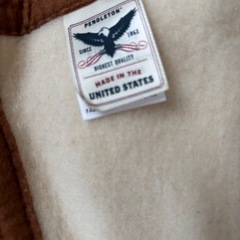 PENDLETON
SINCE 1863
HIGHEST QUALITY
MADE IN THE
UNITED STATES